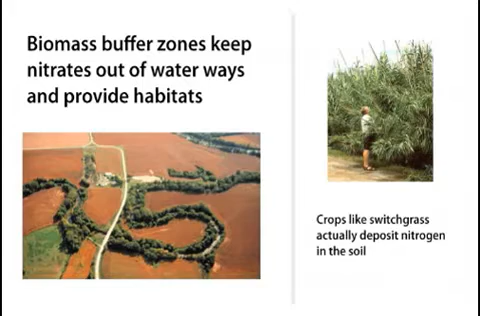 Biomass buffer zones keep
nitrates out of water ways
and provide habitats
Crops like switchgrass
actually deposit nitrogen
in the soil